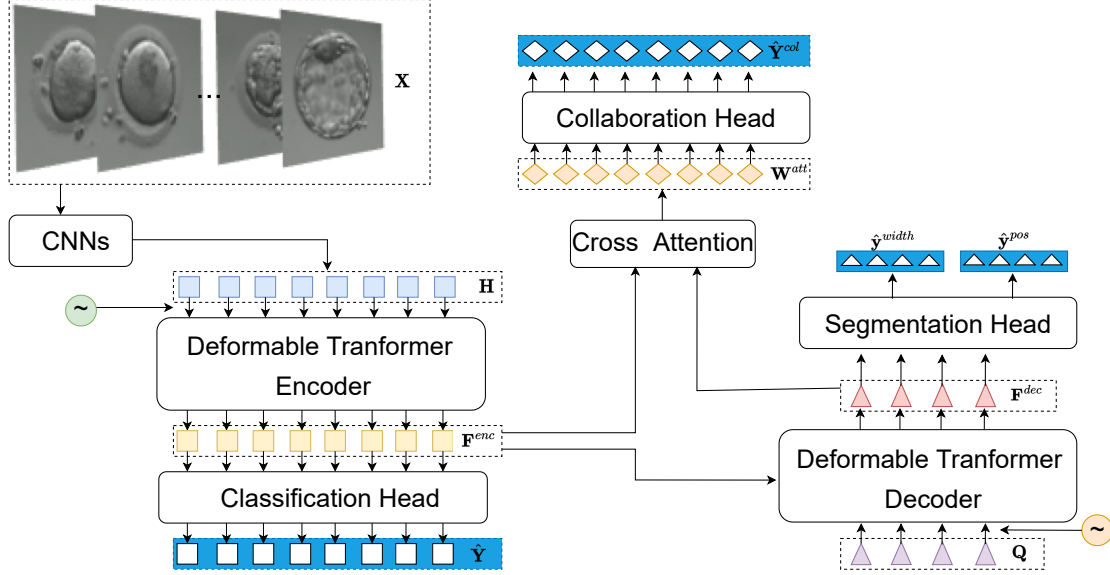 X
...
CNNs
H
~
Deformable Tranformer
Encoder
F^{enc}
Classification Head
Ŷ
Ŷ^{col}
Collaboration Head
W^{att}
Cross Attention
ŷ^{width}
ŷ^{pos}
Segmentation Head
F^{dec}
Deformable Tranformer
Decoder
~
Q